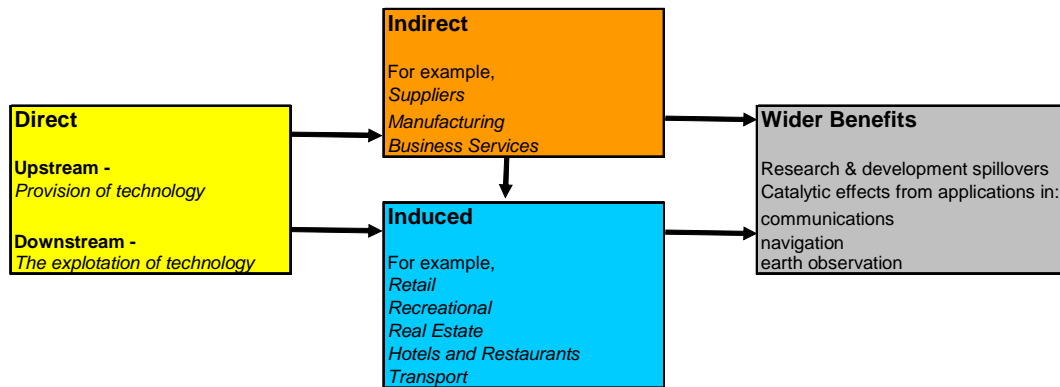 Direct
Upstream -
Provision of technology
Downstream -
The explotation of technology
Indirect
For example,
Suppliers
Manufacturing
Business Services
Induced
For example,
Retail
Recreational
Real Estate
Hotels and Restaurants
Transport
Wider Benefits
Research & development spillovers
Catalytic effects from applications in:
communications
navigation
earth observation